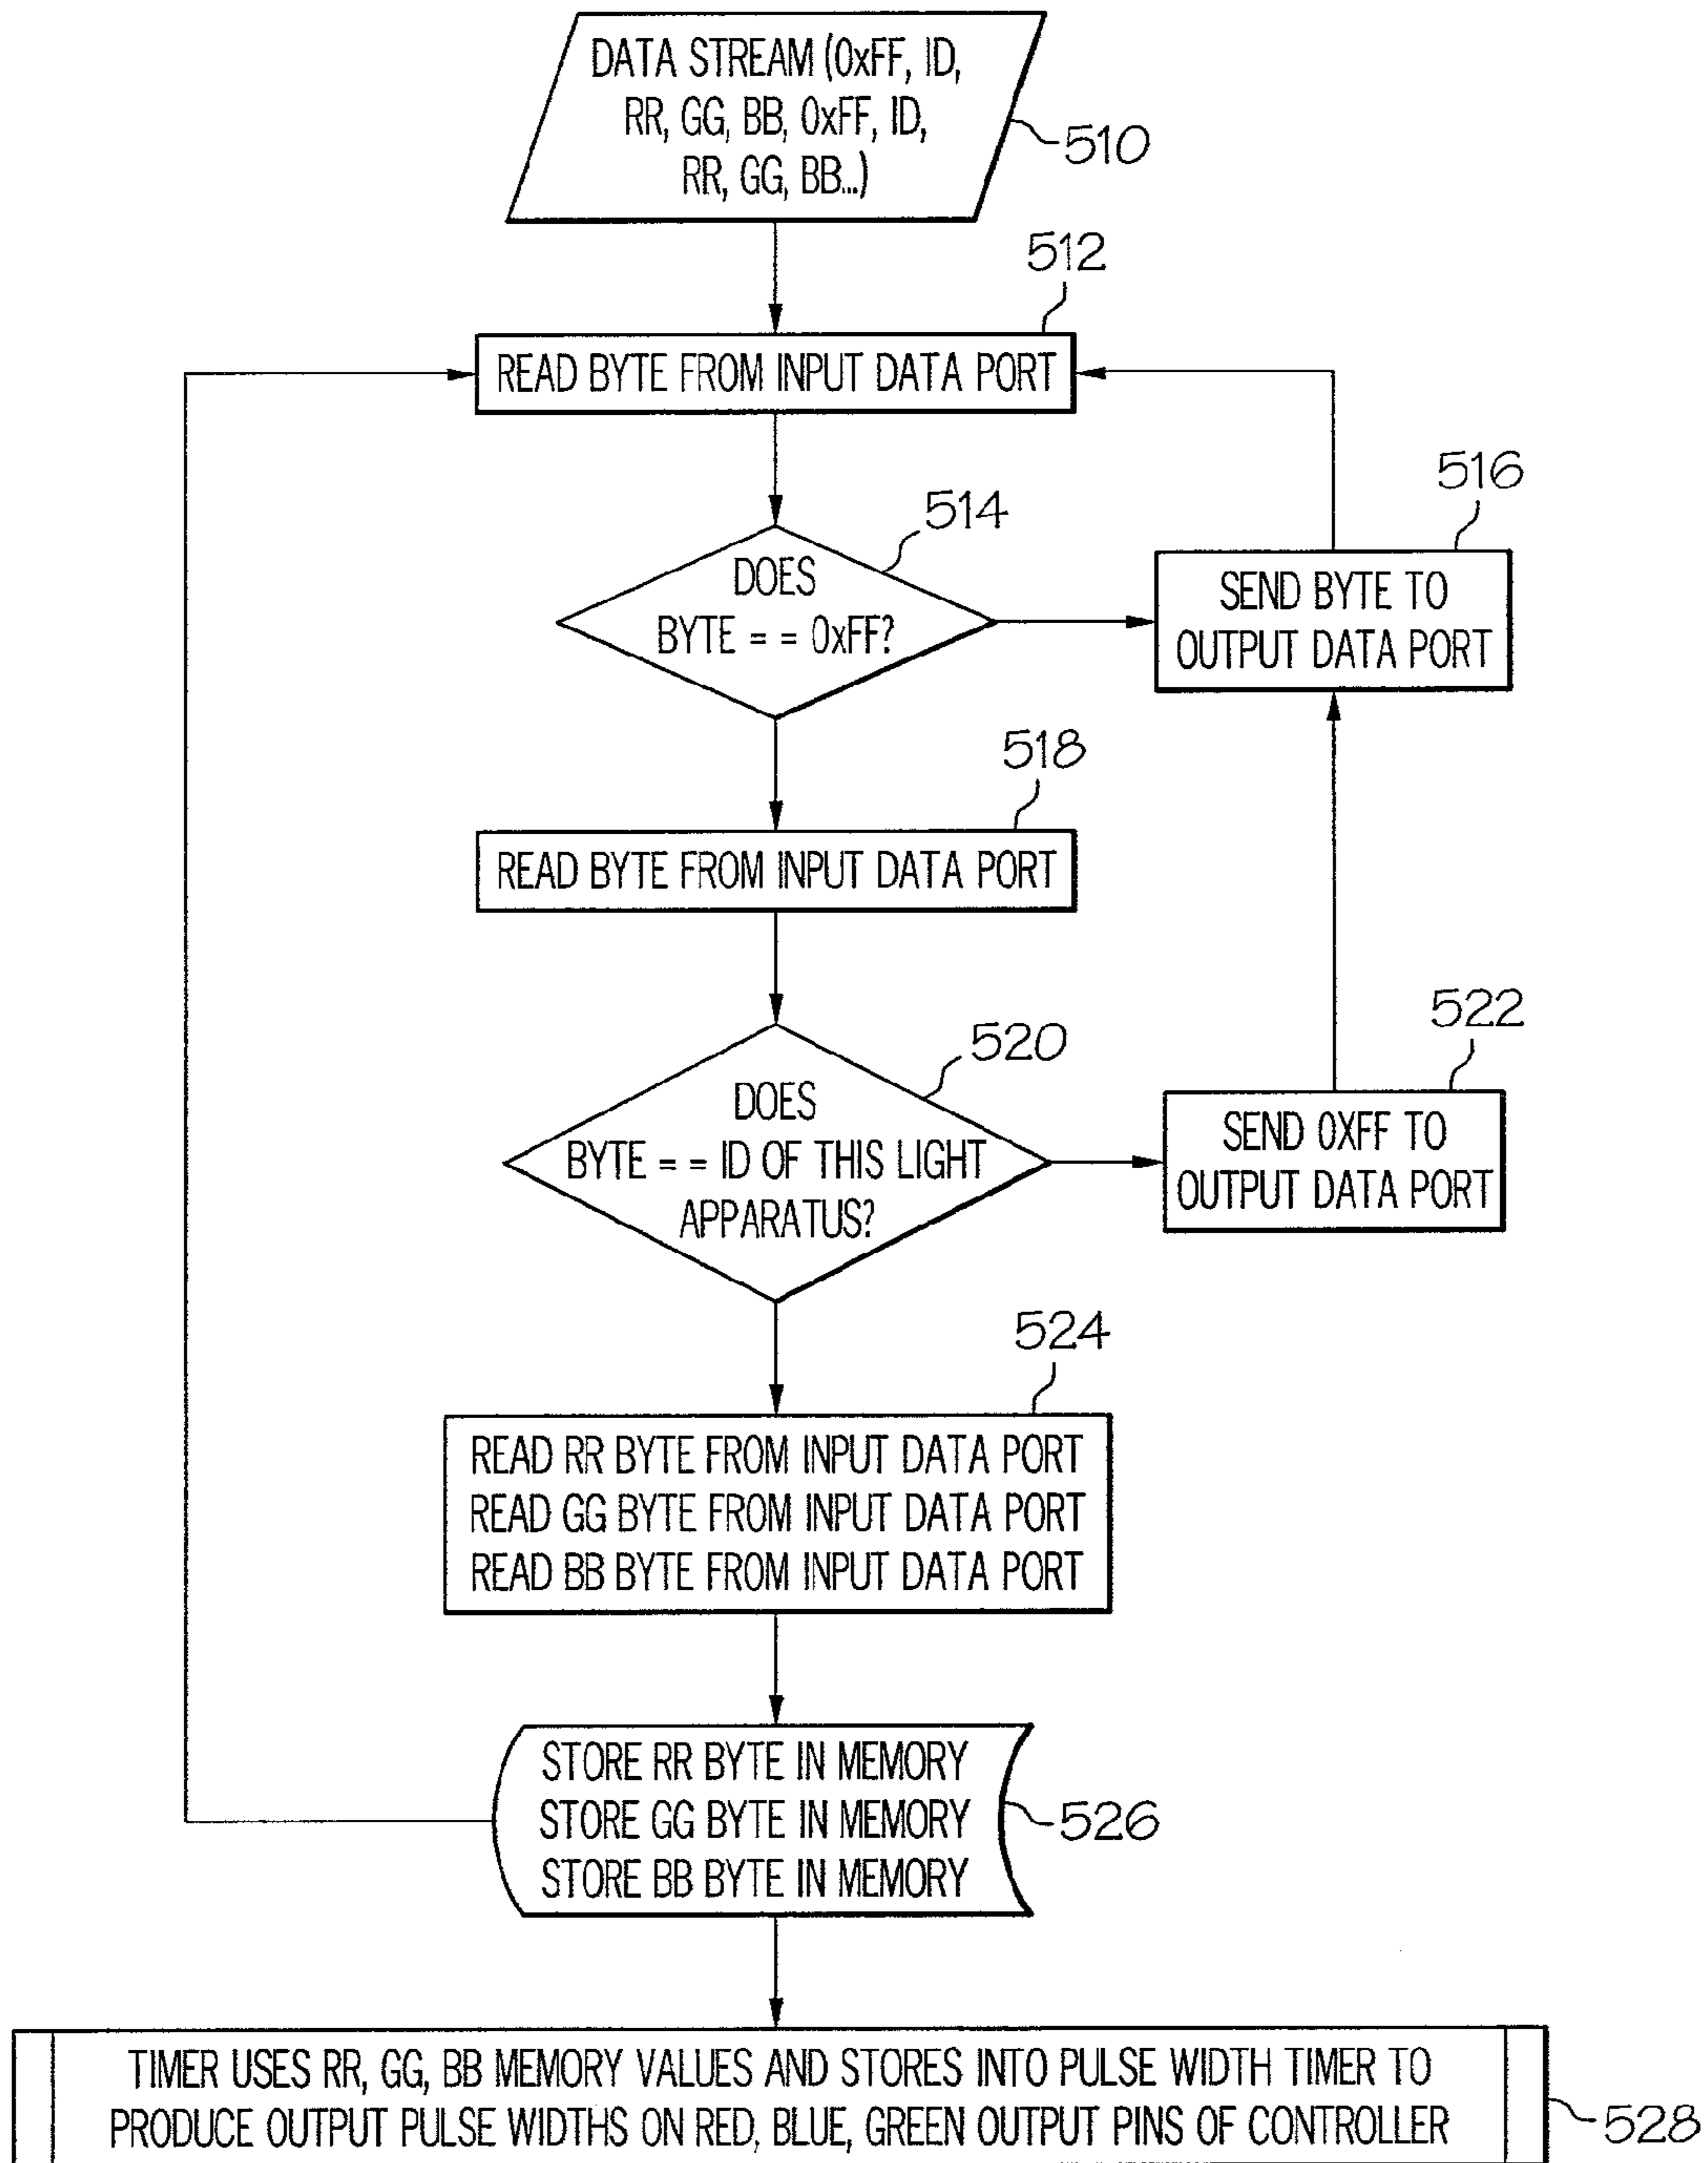 DATA STREAM (0xFF, ID,
RR, GG, BB, 0xFF, ID,
RR, GG, BB...)
510
512
READ BYTE FROM INPUT DATA PORT
514
DOES
BYTE = = 0xFF?
516
SEND BYTE TO
OUTPUT DATA PORT
518
READ BYTE FROM INPUT DATA PORT
520
DOES
BYTE = = ID OF THIS LIGHT
APPARATUS?
522
SEND 0XFF TO
OUTPUT DATA PORT
524
READ RR BYTE FROM INPUT DATA PORT
READ GG BYTE FROM INPUT DATA PORT
READ BB BYTE FROM INPUT DATA PORT
STORE RR BYTE IN MEMORY
STORE GG BYTE IN MEMORY
STORE BB BYTE IN MEMORY
526
TIMER USES RR, GG, BB MEMORY VALUES AND STORES INTO PULSE WIDTH TIMER TO
PRODUCE OUTPUT PULSE WIDTHS ON RED, BLUE, GREEN OUTPUT PINS OF CONTROLLER
528